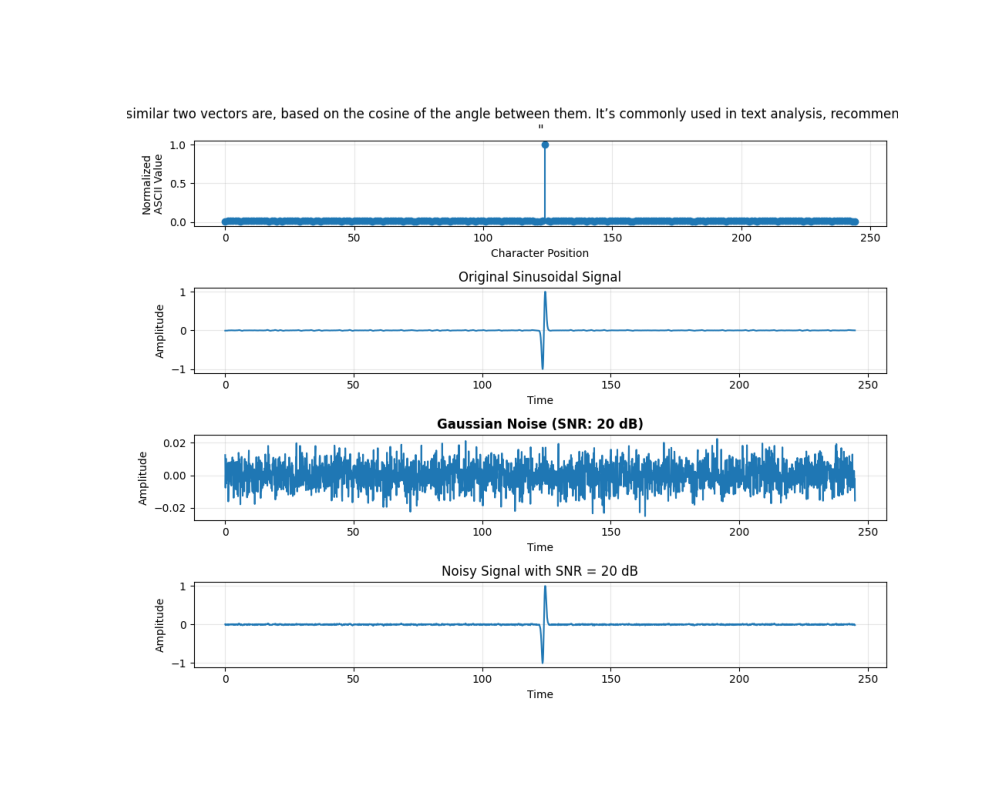 similar two vectors are, based on the cosine of the angle between them. It’s commonly used in text analysis, recommen
"
1.0
0.5
0.0
Normalized
ASCII Value
0 50 100 150 200 250
Character Position
Original Sinusoidal Signal
1
0
−1
Amplitude
0 50 100 150 200 250
Time
Gaussian Noise (SNR: 20 dB)
0.02
0.00
−0.02
Amplitude
0 50 100 150 200 250
Time
Noisy Signal with SNR = 20 dB
1
0
−1
Amplitude
0 50 100 150 200 250
Time